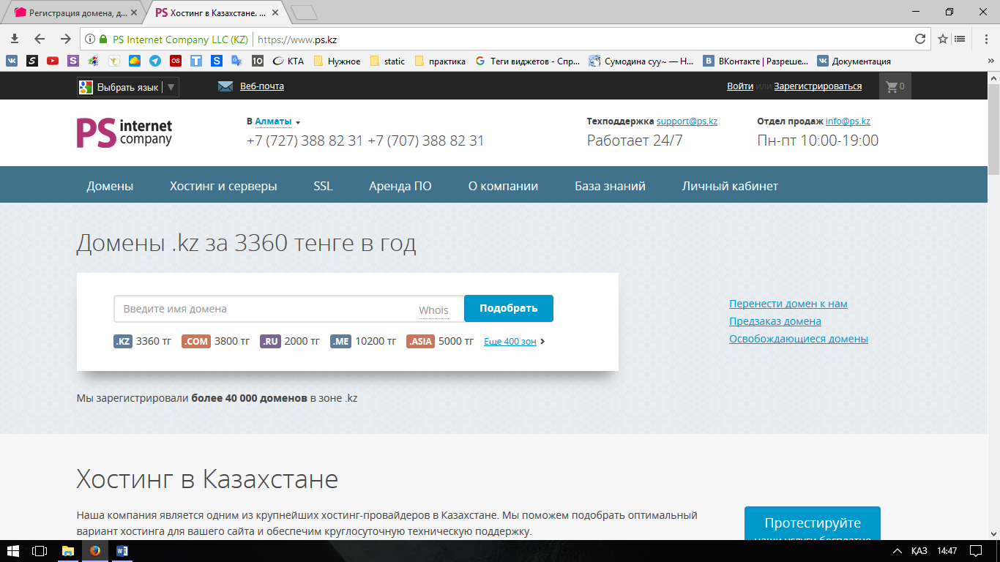 Регистрация домена, д...
PS Хостинг в Казахстане. ...
PS Internet Company LLC (KZ) https://www.ps.kz
КТА Нужное static практика Теги виджетов - Спр... Сумодина суу~ — Н... ВКонтакте | Разреше... Документация
Выбрать язык Веб-почта Войти или Зарегистрироваться 0
PS internet company
В Алматы
+7 (727) 388 82 31 +7 (707) 388 82 31
Техподдержка support@ps.kz
Работает 24/7
Отдел продаж info@ps.kz
Пн-пт 10:00-19:00
Домены Хостинг и серверы SSL Аренда ПО О компании База знаний Личный кабинет
Домены .kz за 3360 тенге в год
Введите имя домена Whois Подобрать
.KZ 3360 тг .COM 3800 тг .RU 2000 тг .ME 10200 тг .ASIA 5000 тг Еще 400 зон
Перенести домен к нам
Предзаказ домена
Освобождающиеся домены
Мы зарегистрировали более 40 000 доменов в зоне .kz
Хостинг в Казахстане
Наша компания является одним из крупнейших хостинг-провайдеров в Казахстане. Мы поможем подобрать оптимальный
вариант хостинга для вашего сайта и обеспечим круглосуточную техническую поддержку.
Протестируйте
наши услуги бесплатно
ҚАЗ 14:47